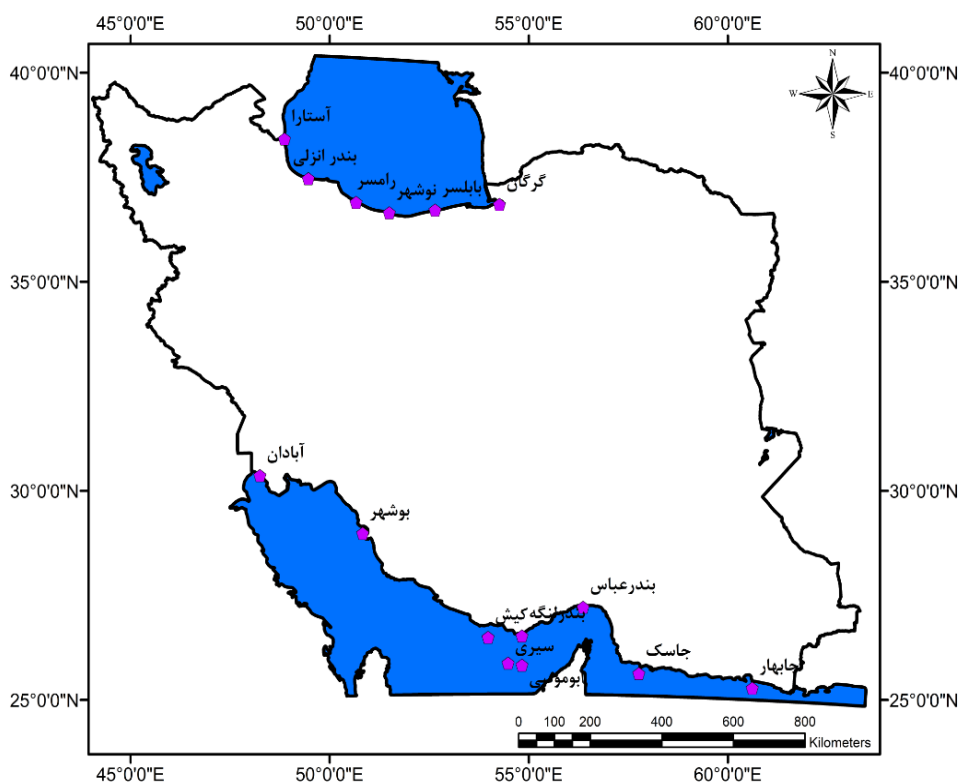 45°0'0"E 50°0'0"E 55°0'0"E 60°0'0"E
40°0'0"N 40°0'0"N
N
W E
S
آستارا
بندر انزلی
رامسر نوشهر بابلسر گرگان
35°0'0"N 35°0'0"N
آبادان
30°0'0"N 30°0'0"N
بوشهر
بندرعباس
کیش بندرلنگه
سیری
جاسک
ابوموسی
چابهار
25°0'0"N 25°0'0"N
0 100 200 400 600 800
Kilometers
45°0'0"E 50°0'0"E 55°0'0"E 60°0'0"E